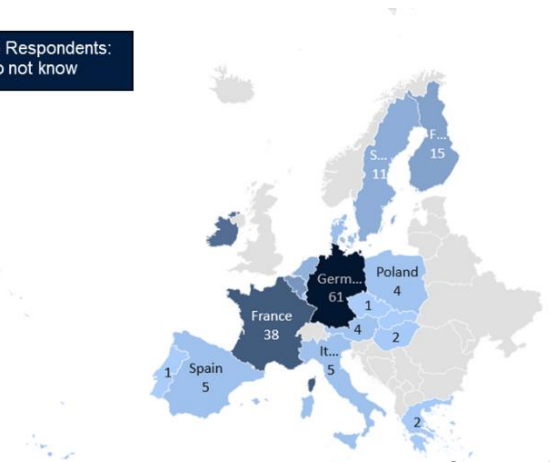 Respondents:
not know
F...
15
S...
11
Germ...
61
Poland
4
1
France
38
4
2
It...
5
1
Spain
5
2